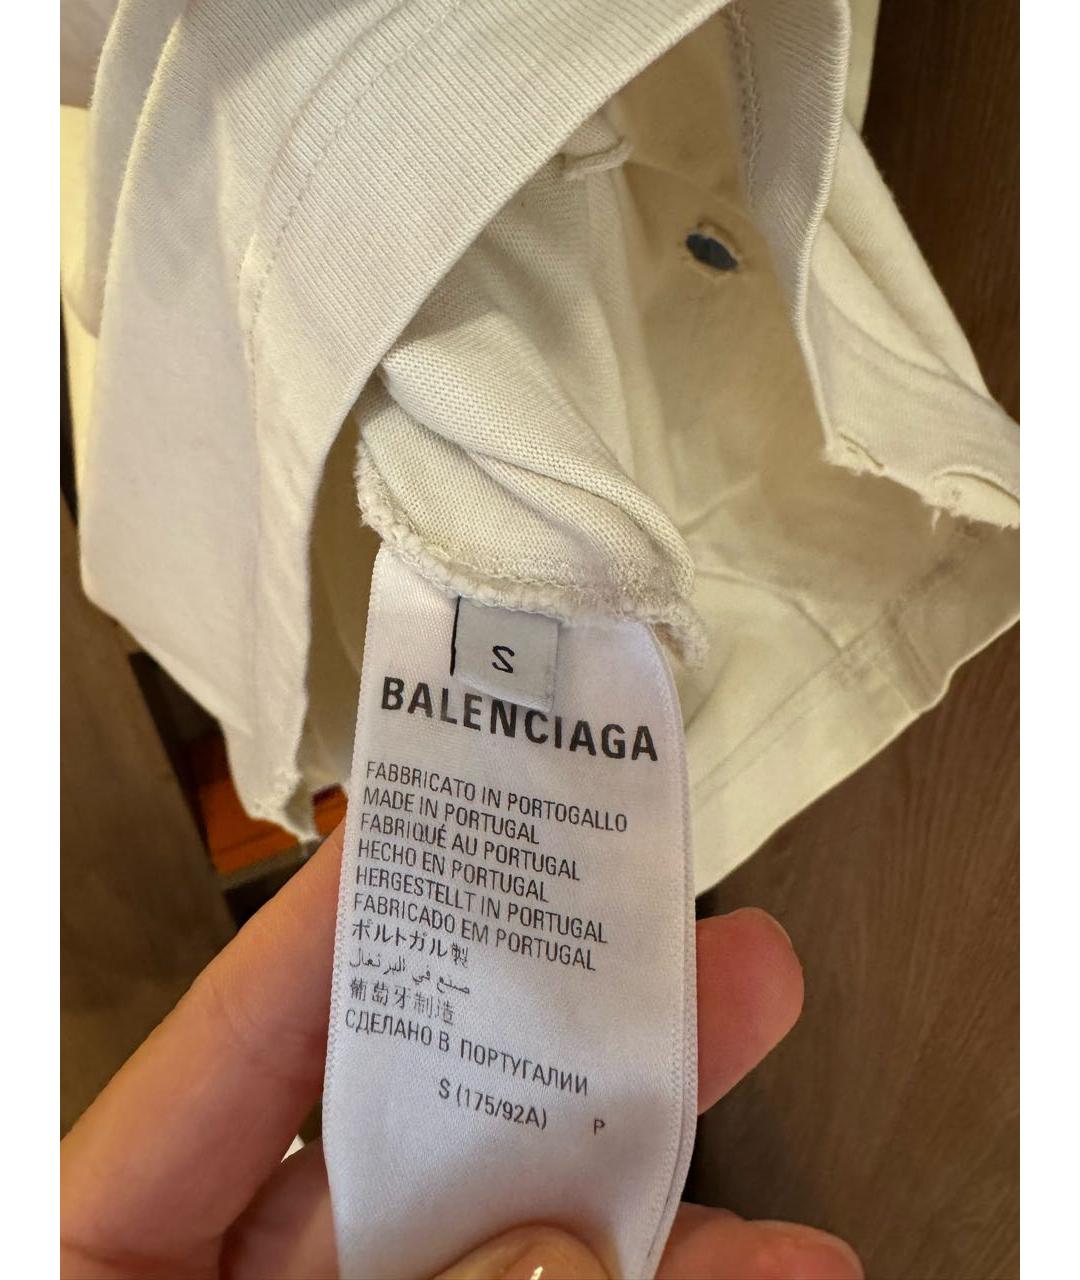 S
BALENCIAGA
FABBRICATO IN PORTOGALLO
MADE IN PORTUGAL
FABRIQUÉ AU PORTUGAL
HECHO EN PORTUGAL
HERGESTELLT IN PORTUGAL
FABRICADO EM PORTUGAL
ポルトガル製
صنع في البرتغال
葡萄牙制造
СДЕЛАНО В ПОРТУГАЛИИ
S (175/92A) P